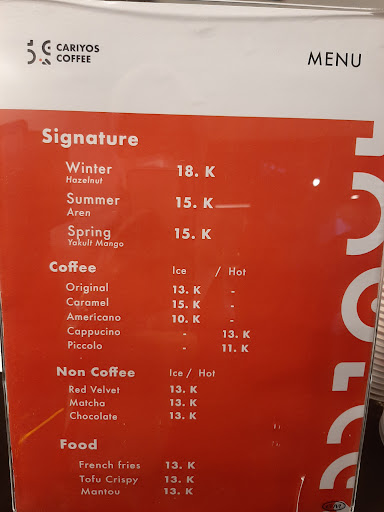 CARIYOS
COFFEE
MENU
Signature
Winter 18. K
Hazelnut
Summer 15. K
Aren
Spring 15. K
Yakult Mango
Coffee Ice / Hot
Original 13. K -
Caramel 15. K -
Americano 10. K -
Cappucino - 13. K
Piccolo - 11. K
Non Coffee Ice / Hot
Red Velvet 13. K
Matcha 13. K
Chocolate 13. K
Food
French fries 13. K
Tofu Crispy 13. K
Mantou 13. K